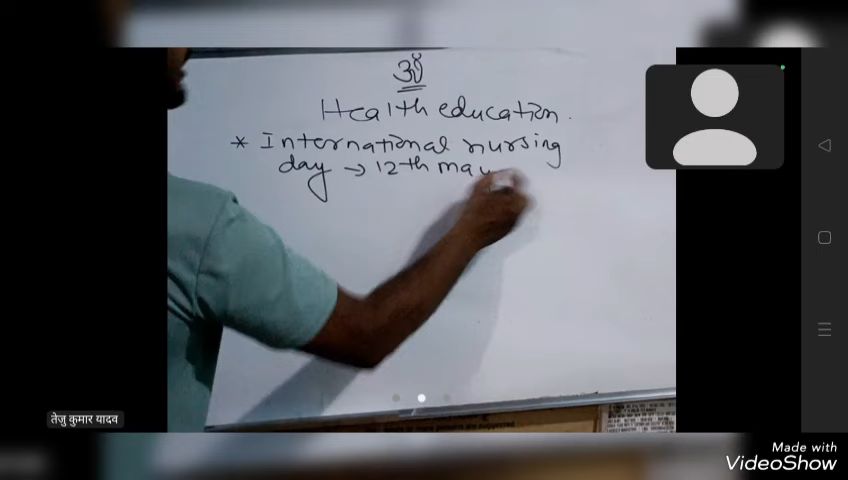 ॐ
Health education.
* International nursing
day → 12th may
तेजु कुमार यादव
Made with
VideoShow